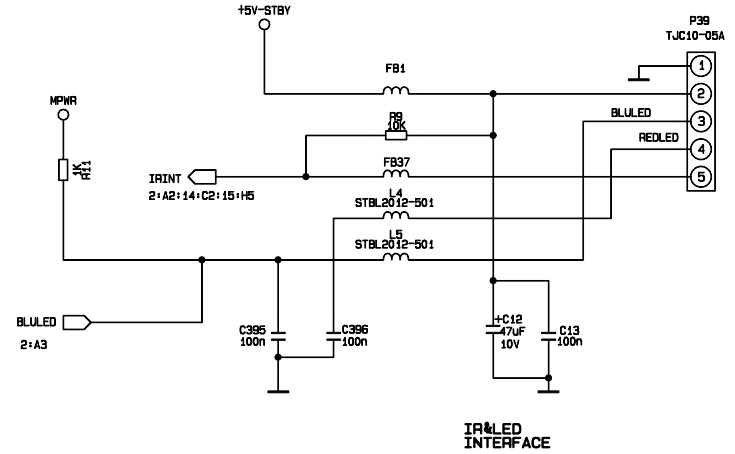 +5V-STBY
P39
TJC10-05A
FB1
1
2
MPWR
R9
10K
BLULED
3
REDLED
4
1K
R11
IRINT
FB37
5
2:A2:14:C2:15:H5
L4
STBL2012-501
L5
STBL2012-501
BLULED
2:A3
C395
100n
C396
100n
+C12
47uF
10V
C13
100n
IR&LED
INTERFACE